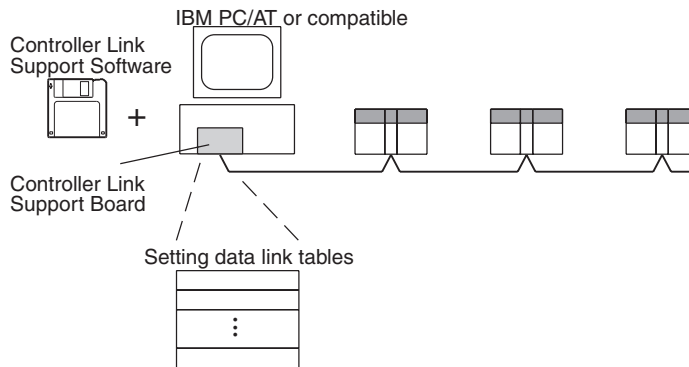 IBM PC/AT or compatible
Controller Link
Support Software
+
Controller Link
Support Board
Setting data link tables